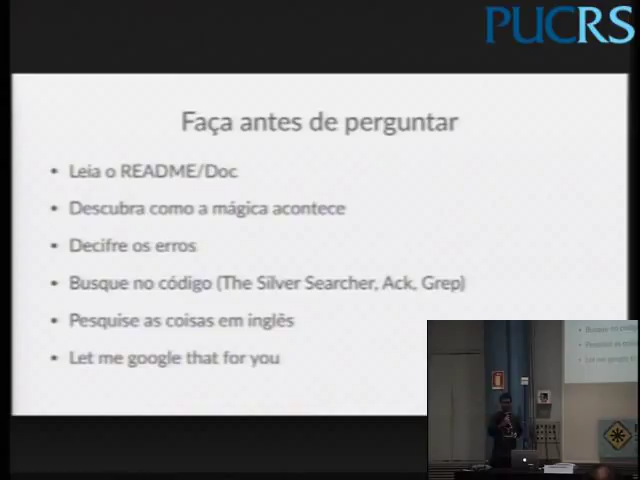 PUCRS
Faça antes de perguntar
• Leia o README/Doc
• Descubra como a mágica acontece
• Decifre os erros
• Busque no código (The Silver Searcher, Ack, Grep)
• Pesquise as coisas em inglês
• Let me google that for you